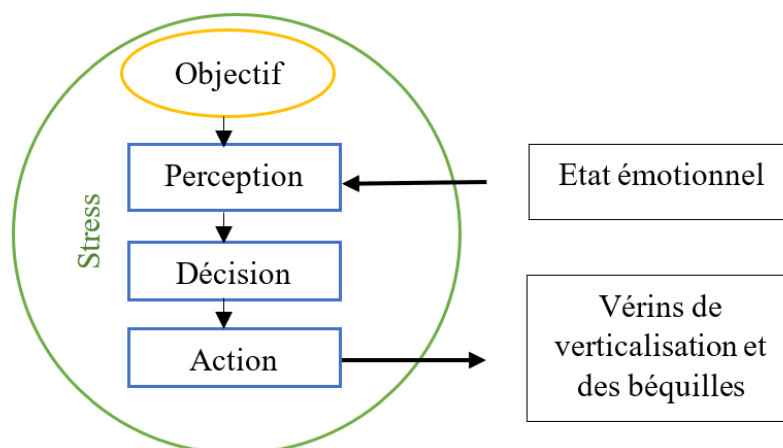 Objectif
Perception
Etat émotionnel
Stress
Décision
Action
Vérins de
verticalisation et
des béquilles